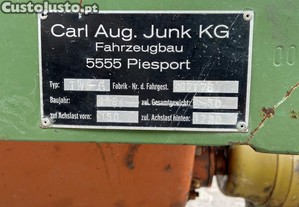 Custojusto.pt
Carl Aug. Junk KG
Fahrzeugbau
5555 Piesport
Typ:
Fabrik - Nr. d. Fahrgest.
Baujahr: zul. Gesamtgewicht:
zul Achslast vorn: 150 zul. Achslast hinten: